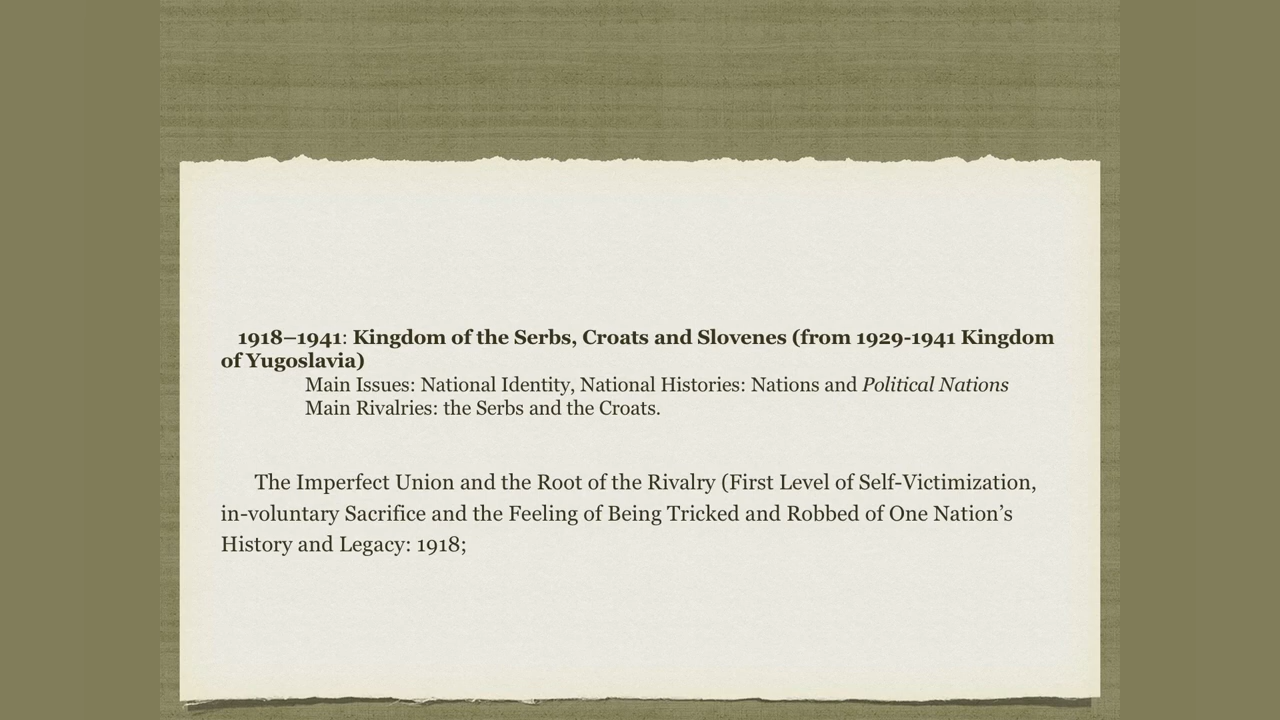 1918–1941: Kingdom of the Serbs, Croats and Slovenes (from 1929-1941 Kingdom
of Yugoslavia)
Main Issues: National Identity, National Histories: Nations and Political Nations
Main Rivalries: the Serbs and the Croats.
The Imperfect Union and the Root of the Rivalry (First Level of Self-Victimization,
in-voluntary Sacrifice and the Feeling of Being Tricked and Robbed of One Nation’s
History and Legacy: 1918;